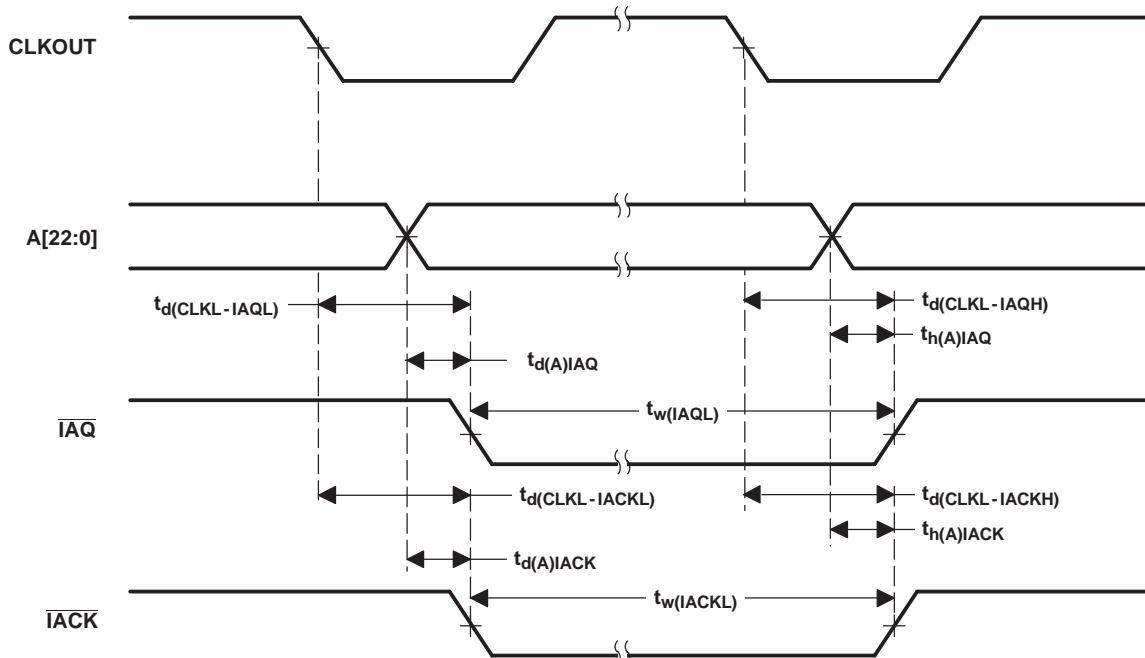 CLKOUT
A[22:0]
td(CLKL-IAQL)
td(CLKL-IAQH)
th(A)IAQ
td(A)IAQ
tw(IAQL)
IAQ
td(CLKL-IACKL)
td(CLKL-IACKH)
th(A)IACK
td(A)IACK
tw(IACKL)
IACK